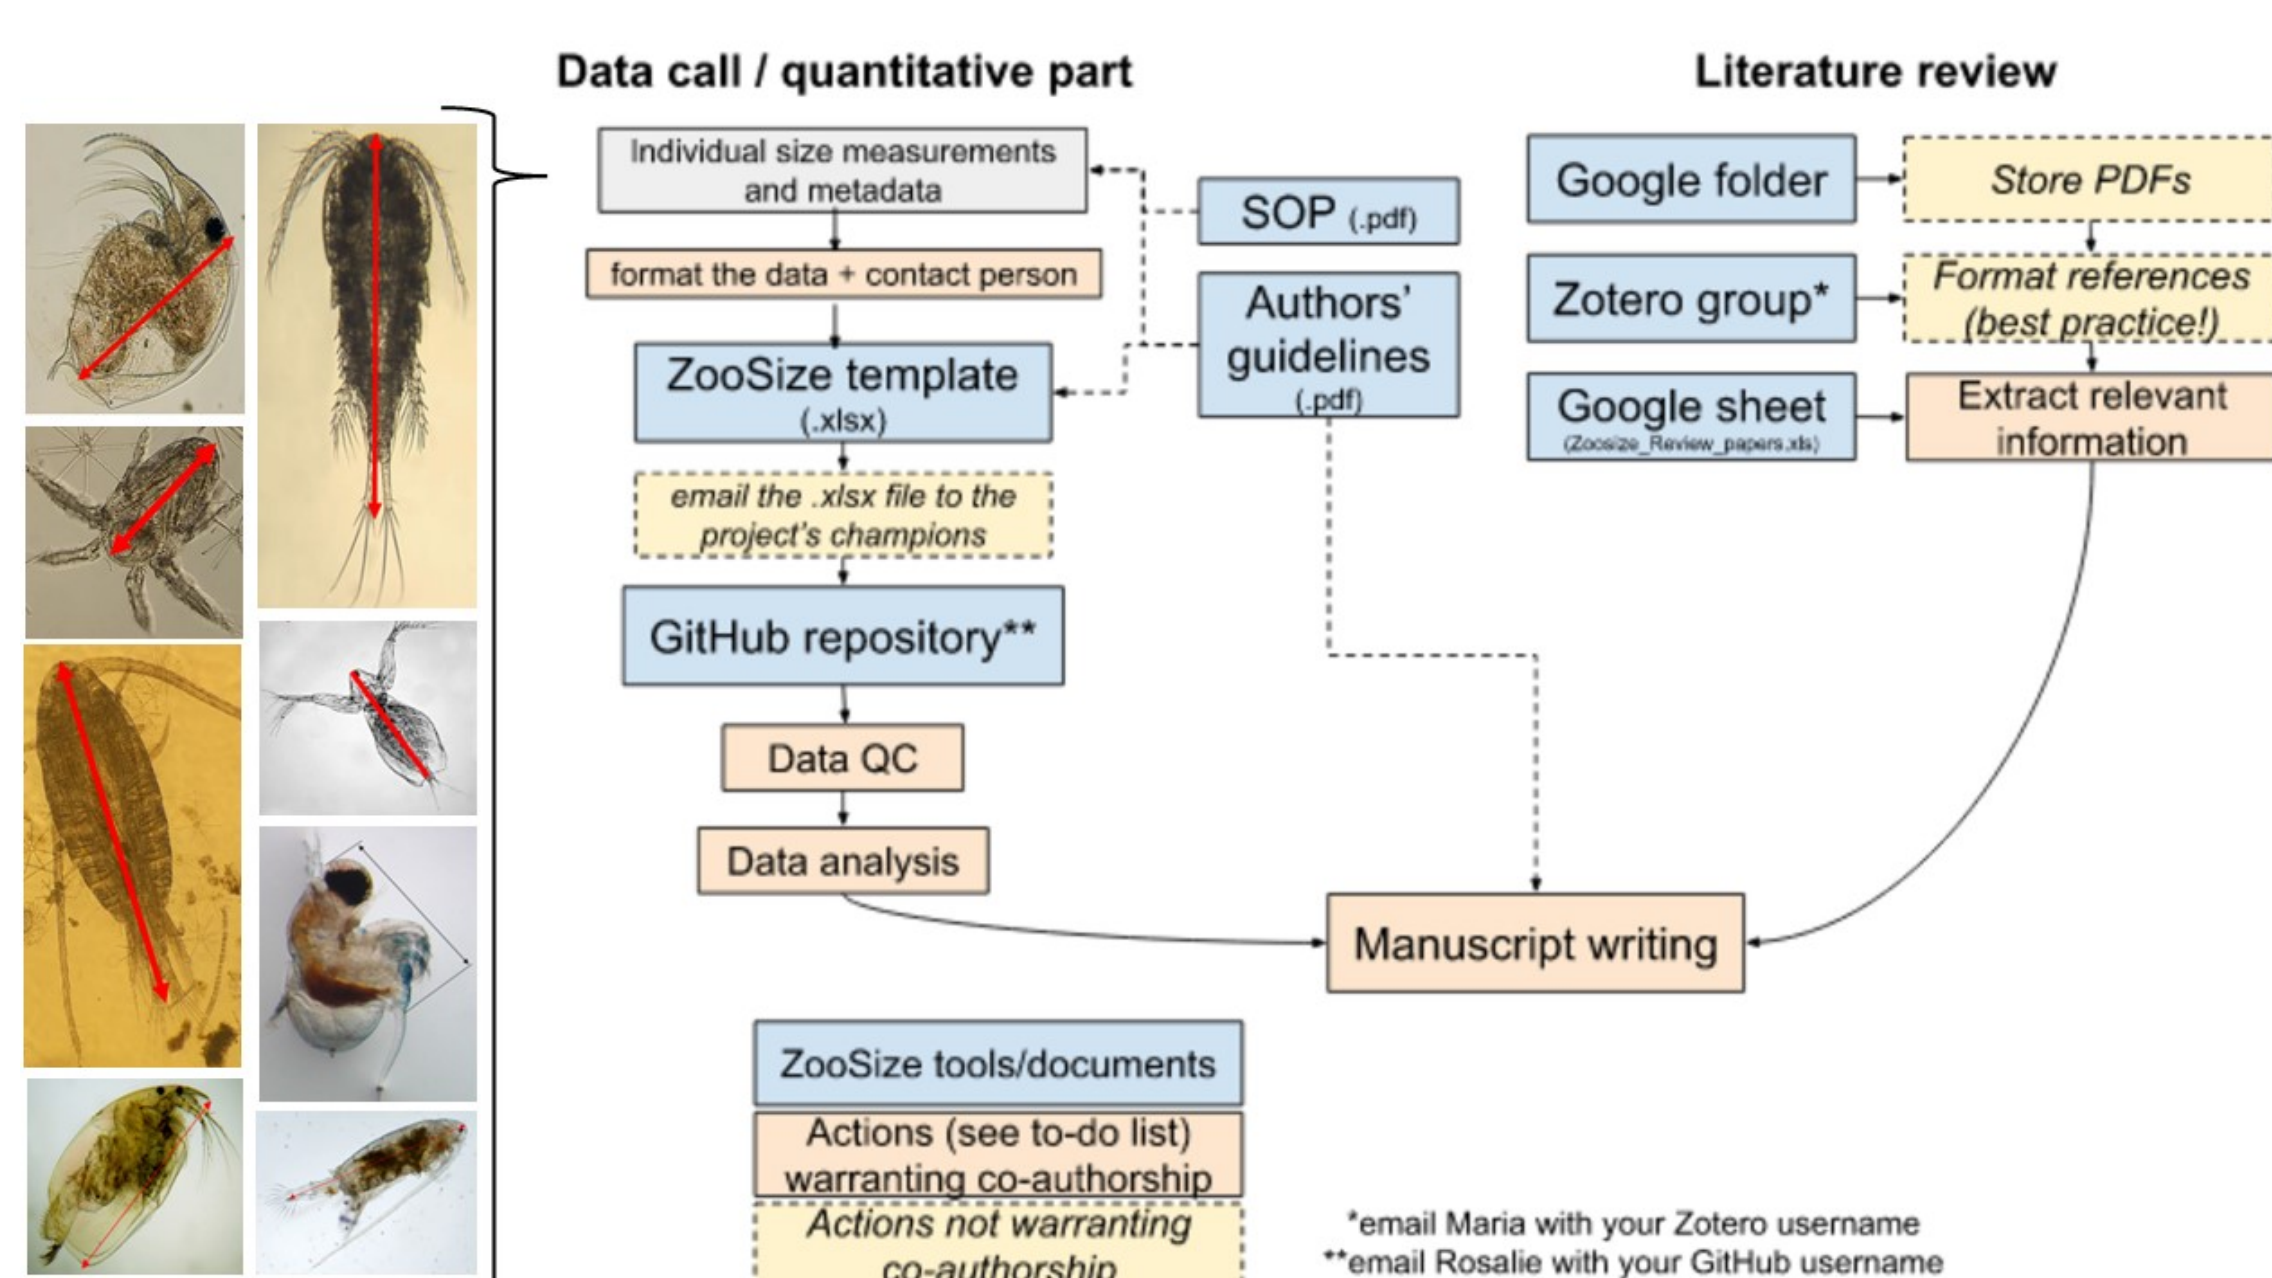 Data call / quantitative part
Individual size measurements
and metadata
format the data + contact person
ZooSize template
(.xlsx)
email the .xlsx file to the
project's champions
GitHub repository**
Data QC
Data analysis
SOP (.pdf)
Authors’
guidelines
(.pdf)
Literature review
Google folder
Store PDFs
Zotero group*
Format references
(best practice!)
Google sheet
(Zoosize_Review_papers.xls)
Extract relevant
information
Manuscript writing
ZooSize tools/documents
Actions (see to-do list)
warranting co-authorship
Actions not warranting
co-authorship
*email Maria with your Zotero username
**email Rosalie with your GitHub username